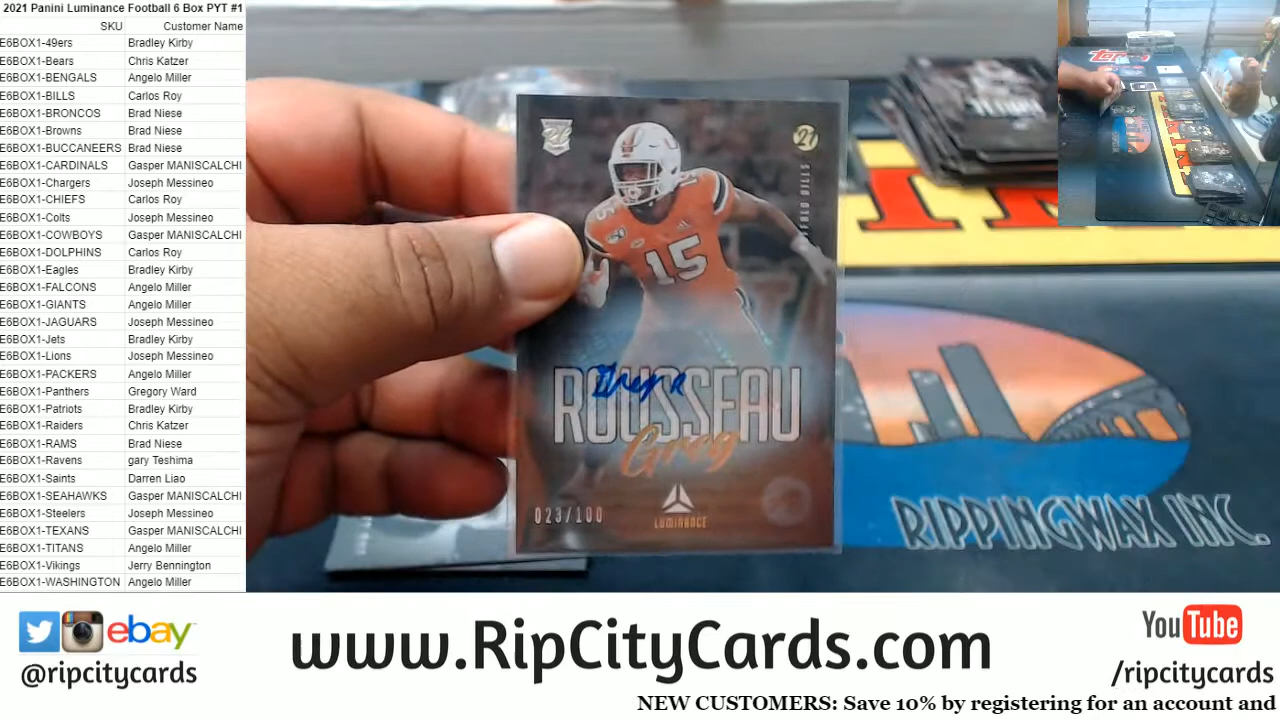 2021 Panini Luminance Football 6 Box PYT #1
SKU Customer Name
E6BOX1-49ers Bradley Kirby
E6BOX1-Bears Chris Katzer
E6BOX1-BENGALS Angelo Miller
E6BOX1-BILLS Carlos Roy
E6BOX1-BRONCOS Brad Niese
E6BOX1-Browns Brad Niese
E6BOX1-BUCCANEERS Brad Niese
E6BOX1-CARDINALS Gasper MANISCALCHI
E6BOX1-Chargers Joseph Messineo
E6BOX1-CHIEFS Carlos Roy
E6BOX1-Colts Joseph Messineo
E6BOX1-COWBOYS Gasper MANISCALCHI
E6BOX1-DOLPHINS Carlos Roy
E6BOX1-Eagles Bradley Kirby
E6BOX1-FALCONS Angelo Miller
E6BOX1-GIANTS Angelo Miller
E6BOX1-JAGUARS Joseph Messineo
E6BOX1-Jets Bradley Kirby
E6BOX1-Lions Joseph Messineo
E6BOX1-PACKERS Angelo Miller
E6BOX1-Panthers Gregory Ward
E6BOX1-Patriots Bradley Kirby
E6BOX1-Raiders Chris Katzer
E6BOX1-RAMS Brad Niese
E6BOX1-Ravens gary Teshima
E6BOX1-Saints Darren Liao
E6BOX1-SEAHAWKS Gasper MANISCALCHI
E6BOX1-Steelers Joseph Messineo
E6BOX1-TEXANS Gasper MANISCALCHI
E6BOX1-TITANS Angelo Miller
E6BOX1-Vikings Jerry Bennington
E6BOX1-WASHINGTON Angelo Miller
21
15
15
15
ROUSSEAU
Greg
023/100
LUMINANCE
Topps
RIPPINGWAX INC.
ebay
@ripcitycards
www.RipCityCards.com
YouTube
/ripcitycards
NEW CUSTOMERS: Save 10% by registering for an account and